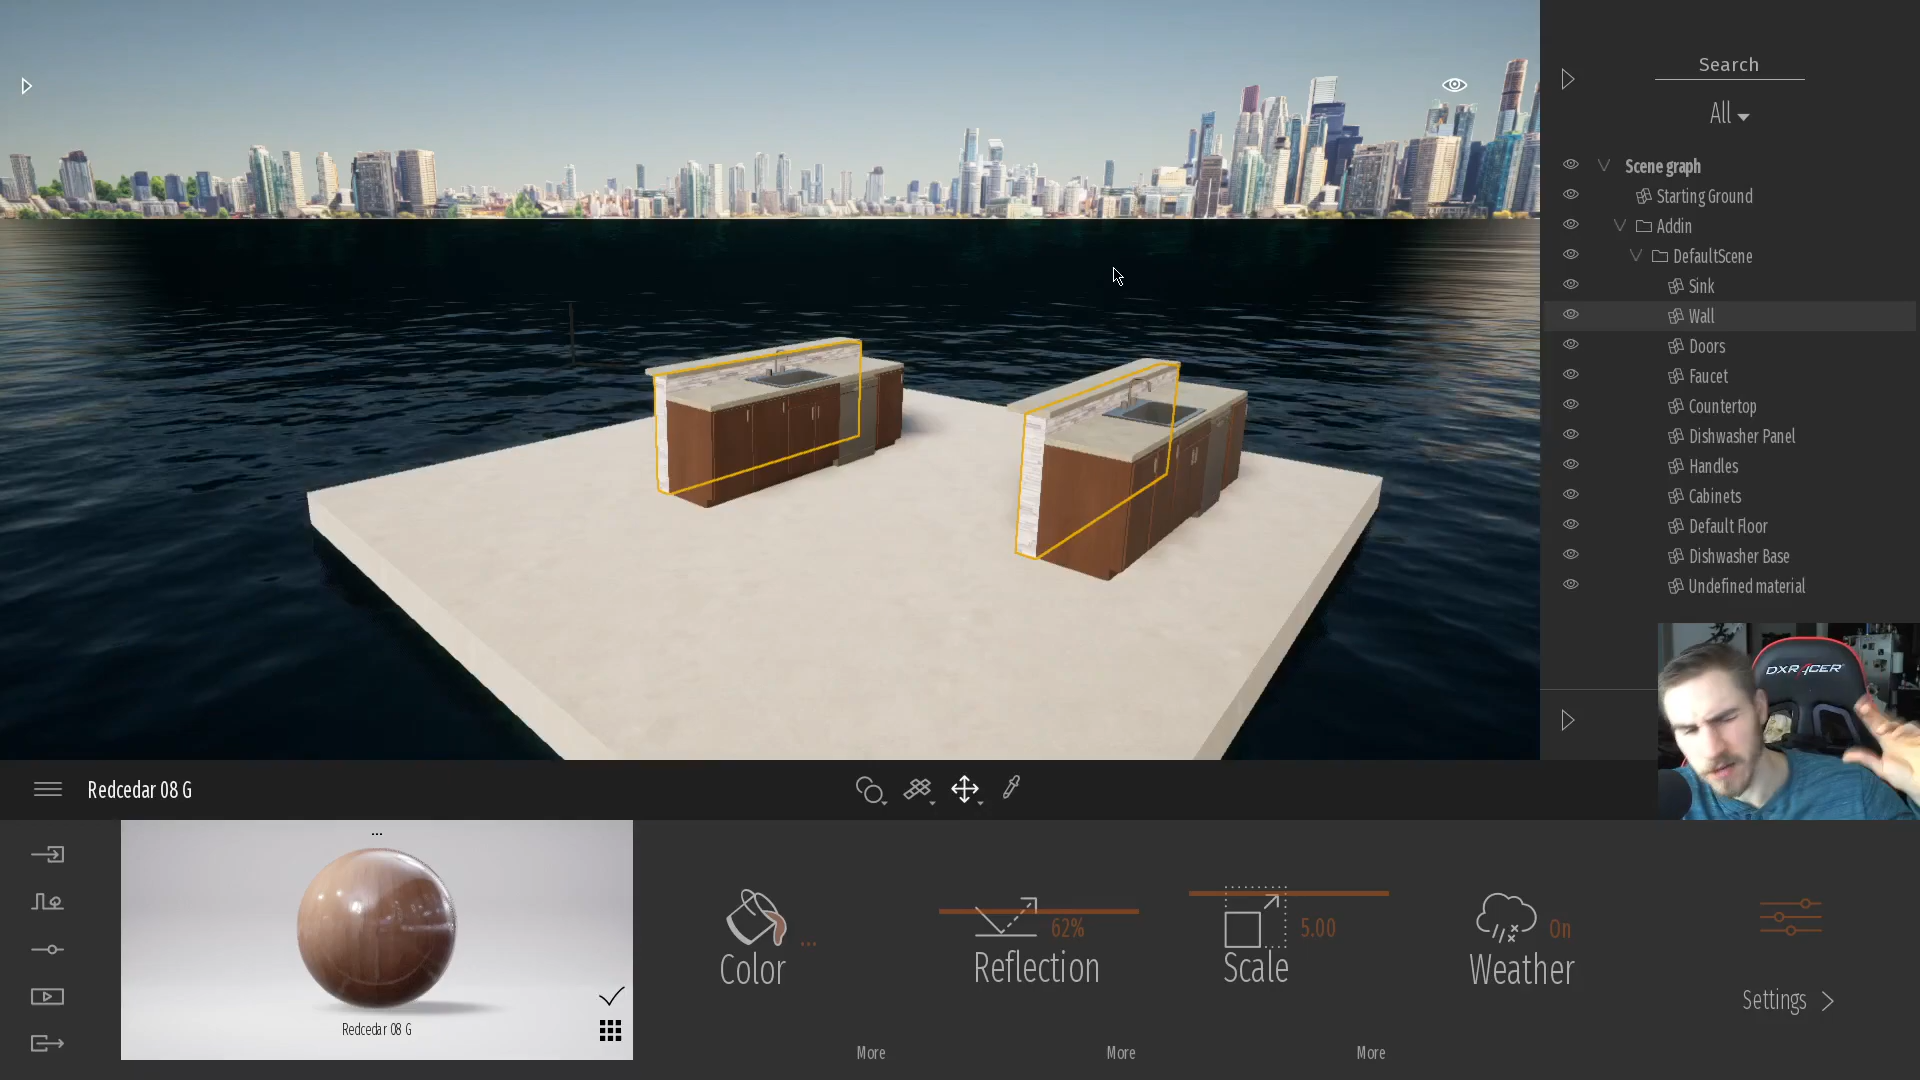 Search
All
Scene graph
Starting Ground
Addin
DefaultScene
Sink
Wall
Doors
Faucet
Countertop
Dishwasher Panel
Handles
Cabinets
Default Floor
Dishwasher Base
Undefined material
DXRACER
Redcedar 08 G
...
Redcedar 08 G
...
Color
62%
Reflection
5.00
Scale
On
Weather
Settings
More
More
More